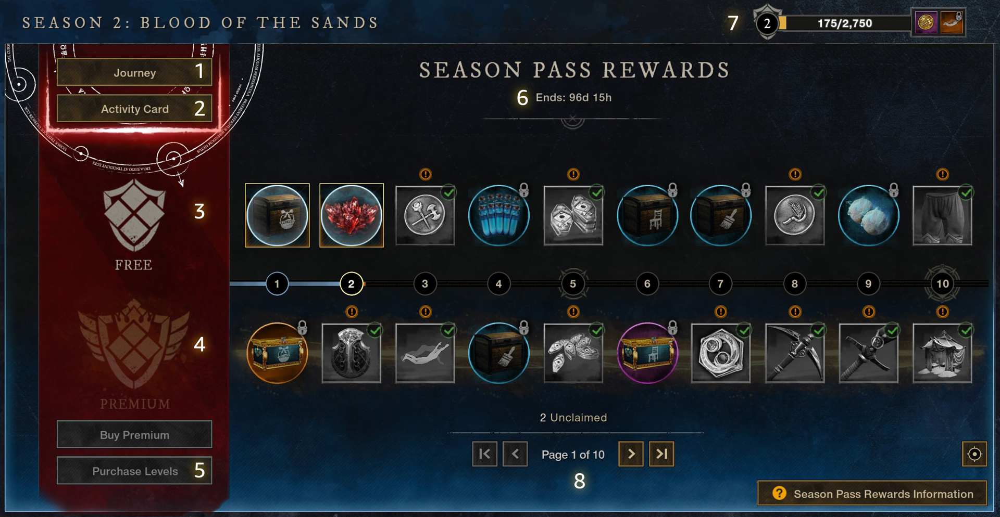 SEASON 2: BLOOD OF THE SANDS
7
2
175/2,750
Journey 1
Activity Card 2
SEASON PASS REWARDS
6 Ends: 96d 15h
3
FREE
1 2 3 4 5 6 7 8 9 10
4
PREMIUM
2 Unclaimed
Buy Premium
Page 1 of 10
Purchase Levels 5
8
? Season Pass Rewards Information